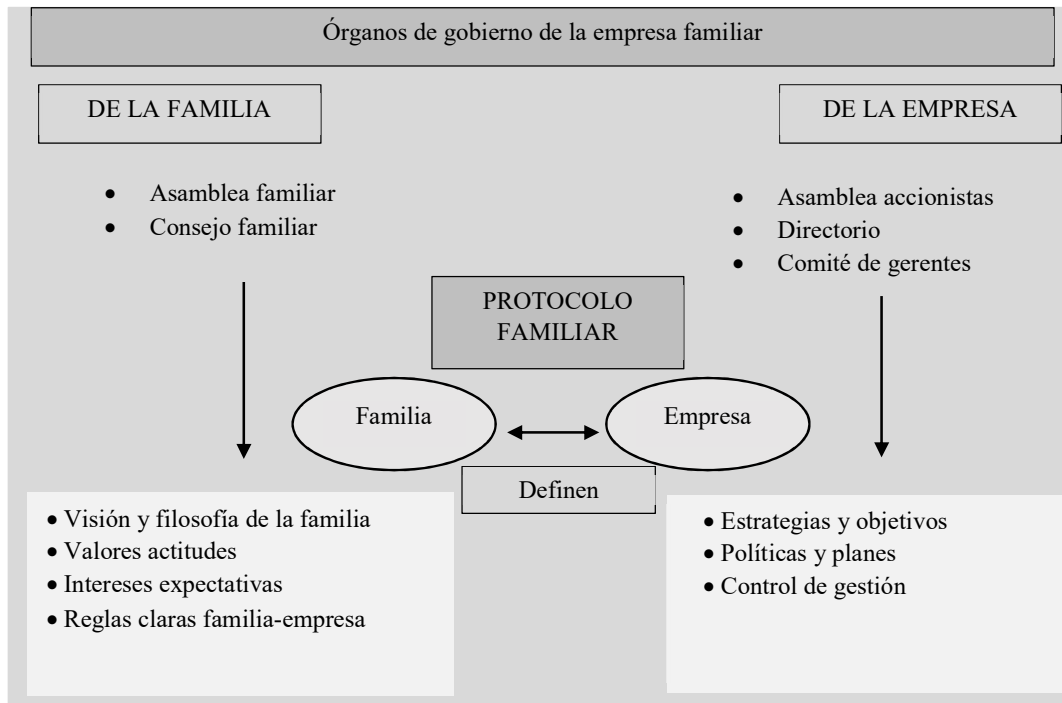 Órganos de gobierno de la empresa familiar
DE LA FAMILIA
DE LA EMPRESA
• Asamblea familiar
• Consejo familiar
• Asamblea accionistas
• Directorio
• Comité de gerentes
PROTOCOLO
FAMILIAR
Familia
Empresa
Definen
• Visión y filosofía de la familia
• Valores actitudes
• Intereses expectativas
• Reglas claras familia-empresa
• Estrategias y objetivos
• Políticas y planes
• Control de gestión